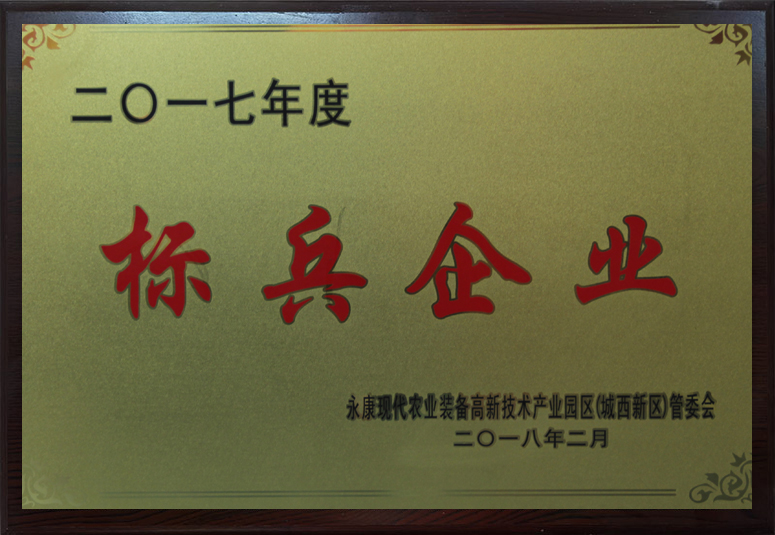 二〇一七年度
标兵企业
永康现代农业装备高新技术产业园区(城西新区)管委会
二〇一八年二月